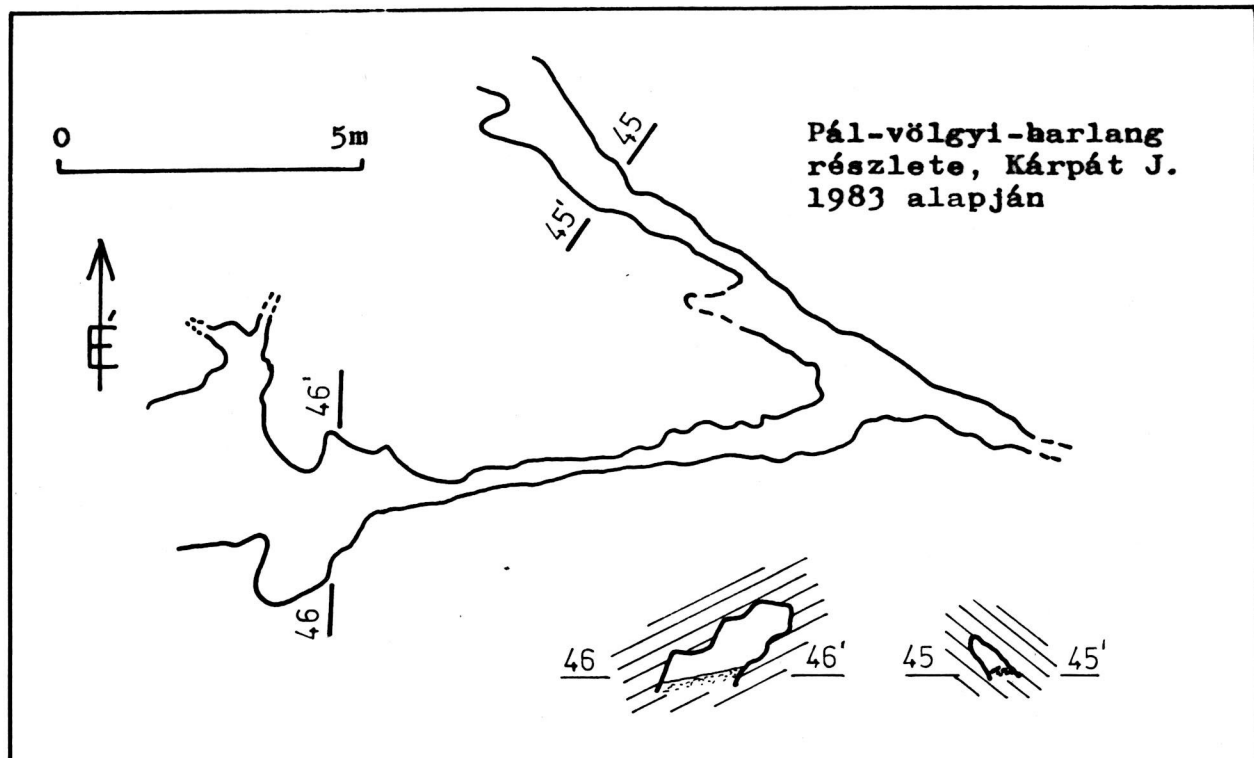 0 5m
Pál-völgyi-barlang
részlete, Kárpát J.
1983 alapján
45
45'
É
46'
46
46 46' 45 45'